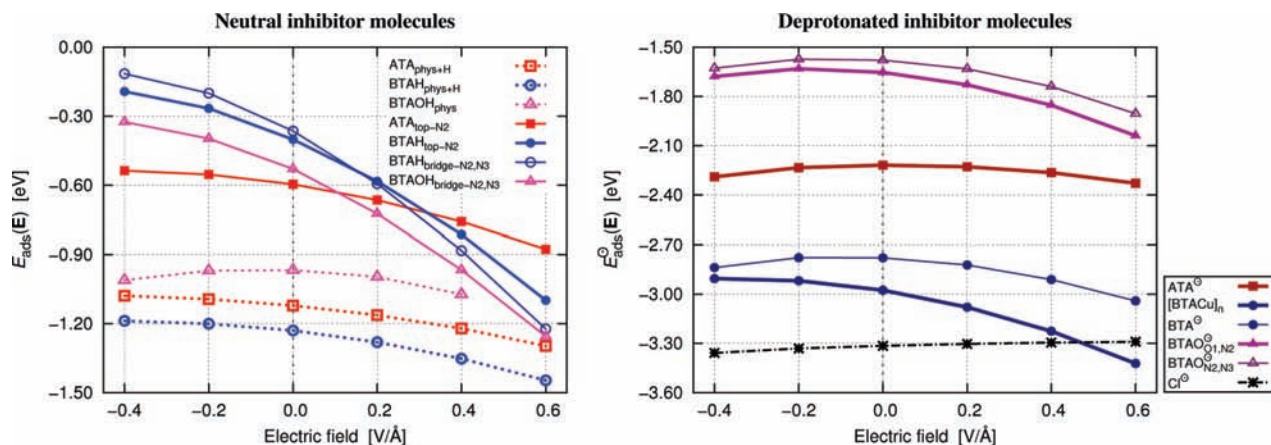 Neutral inhibitor molecules
E_ads(E) [eV]
0.00
−0.30
−0.60
−0.90
−1.20
−1.50
ATA_phys+H
BTAH_phys+H
BTAOH_phys
ATA_top−N2
BTAH_top−N2
BTAH_bridge−N2,N3
BTAOH_bridge−N2,N3
−0.4
−0.2
0.0
0.2
0.4
0.6
Electric field [V/Å]
Deprotonated inhibitor molecules
E^⊙_ads(E) [eV]
−1.50
−1.80
−2.10
−2.40
−2.70
−3.00
−3.30
−3.60
−0.4
−0.2
0.0
0.2
0.4
0.6
Electric field [V/Å]
ATA^⊙
[BTACu]_n
BTA^⊙
BTAO^⊙_O1,N2
BTAO^⊙_N2,N3
Cl^⊙